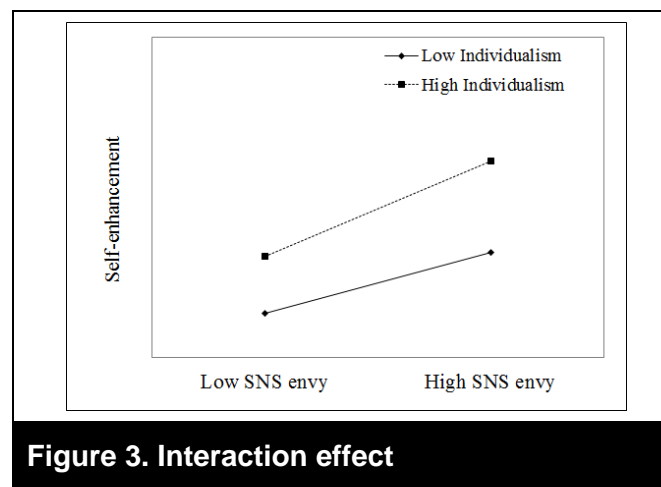 Low Individualism
High Individualism
Self-enhancement
Low SNS envy High SNS envy
Figure 3. Interaction effect